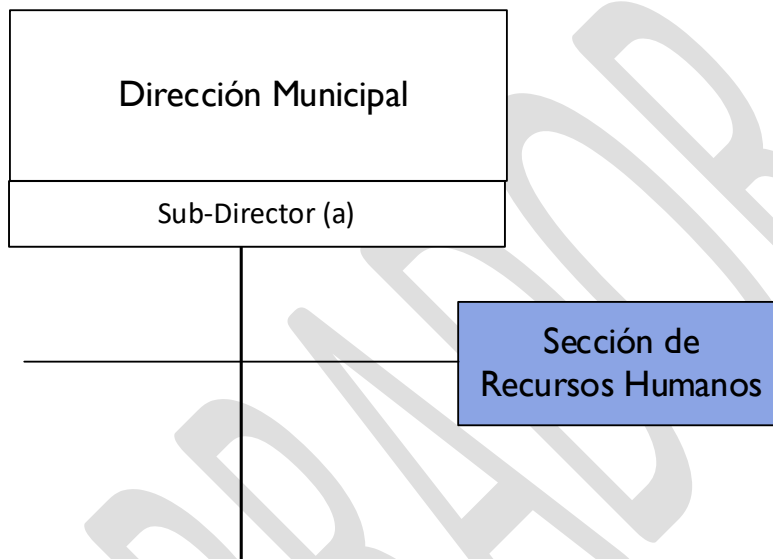 Dirección Municipal
Sub-Director (a)
Sección de
Recursos Humanos